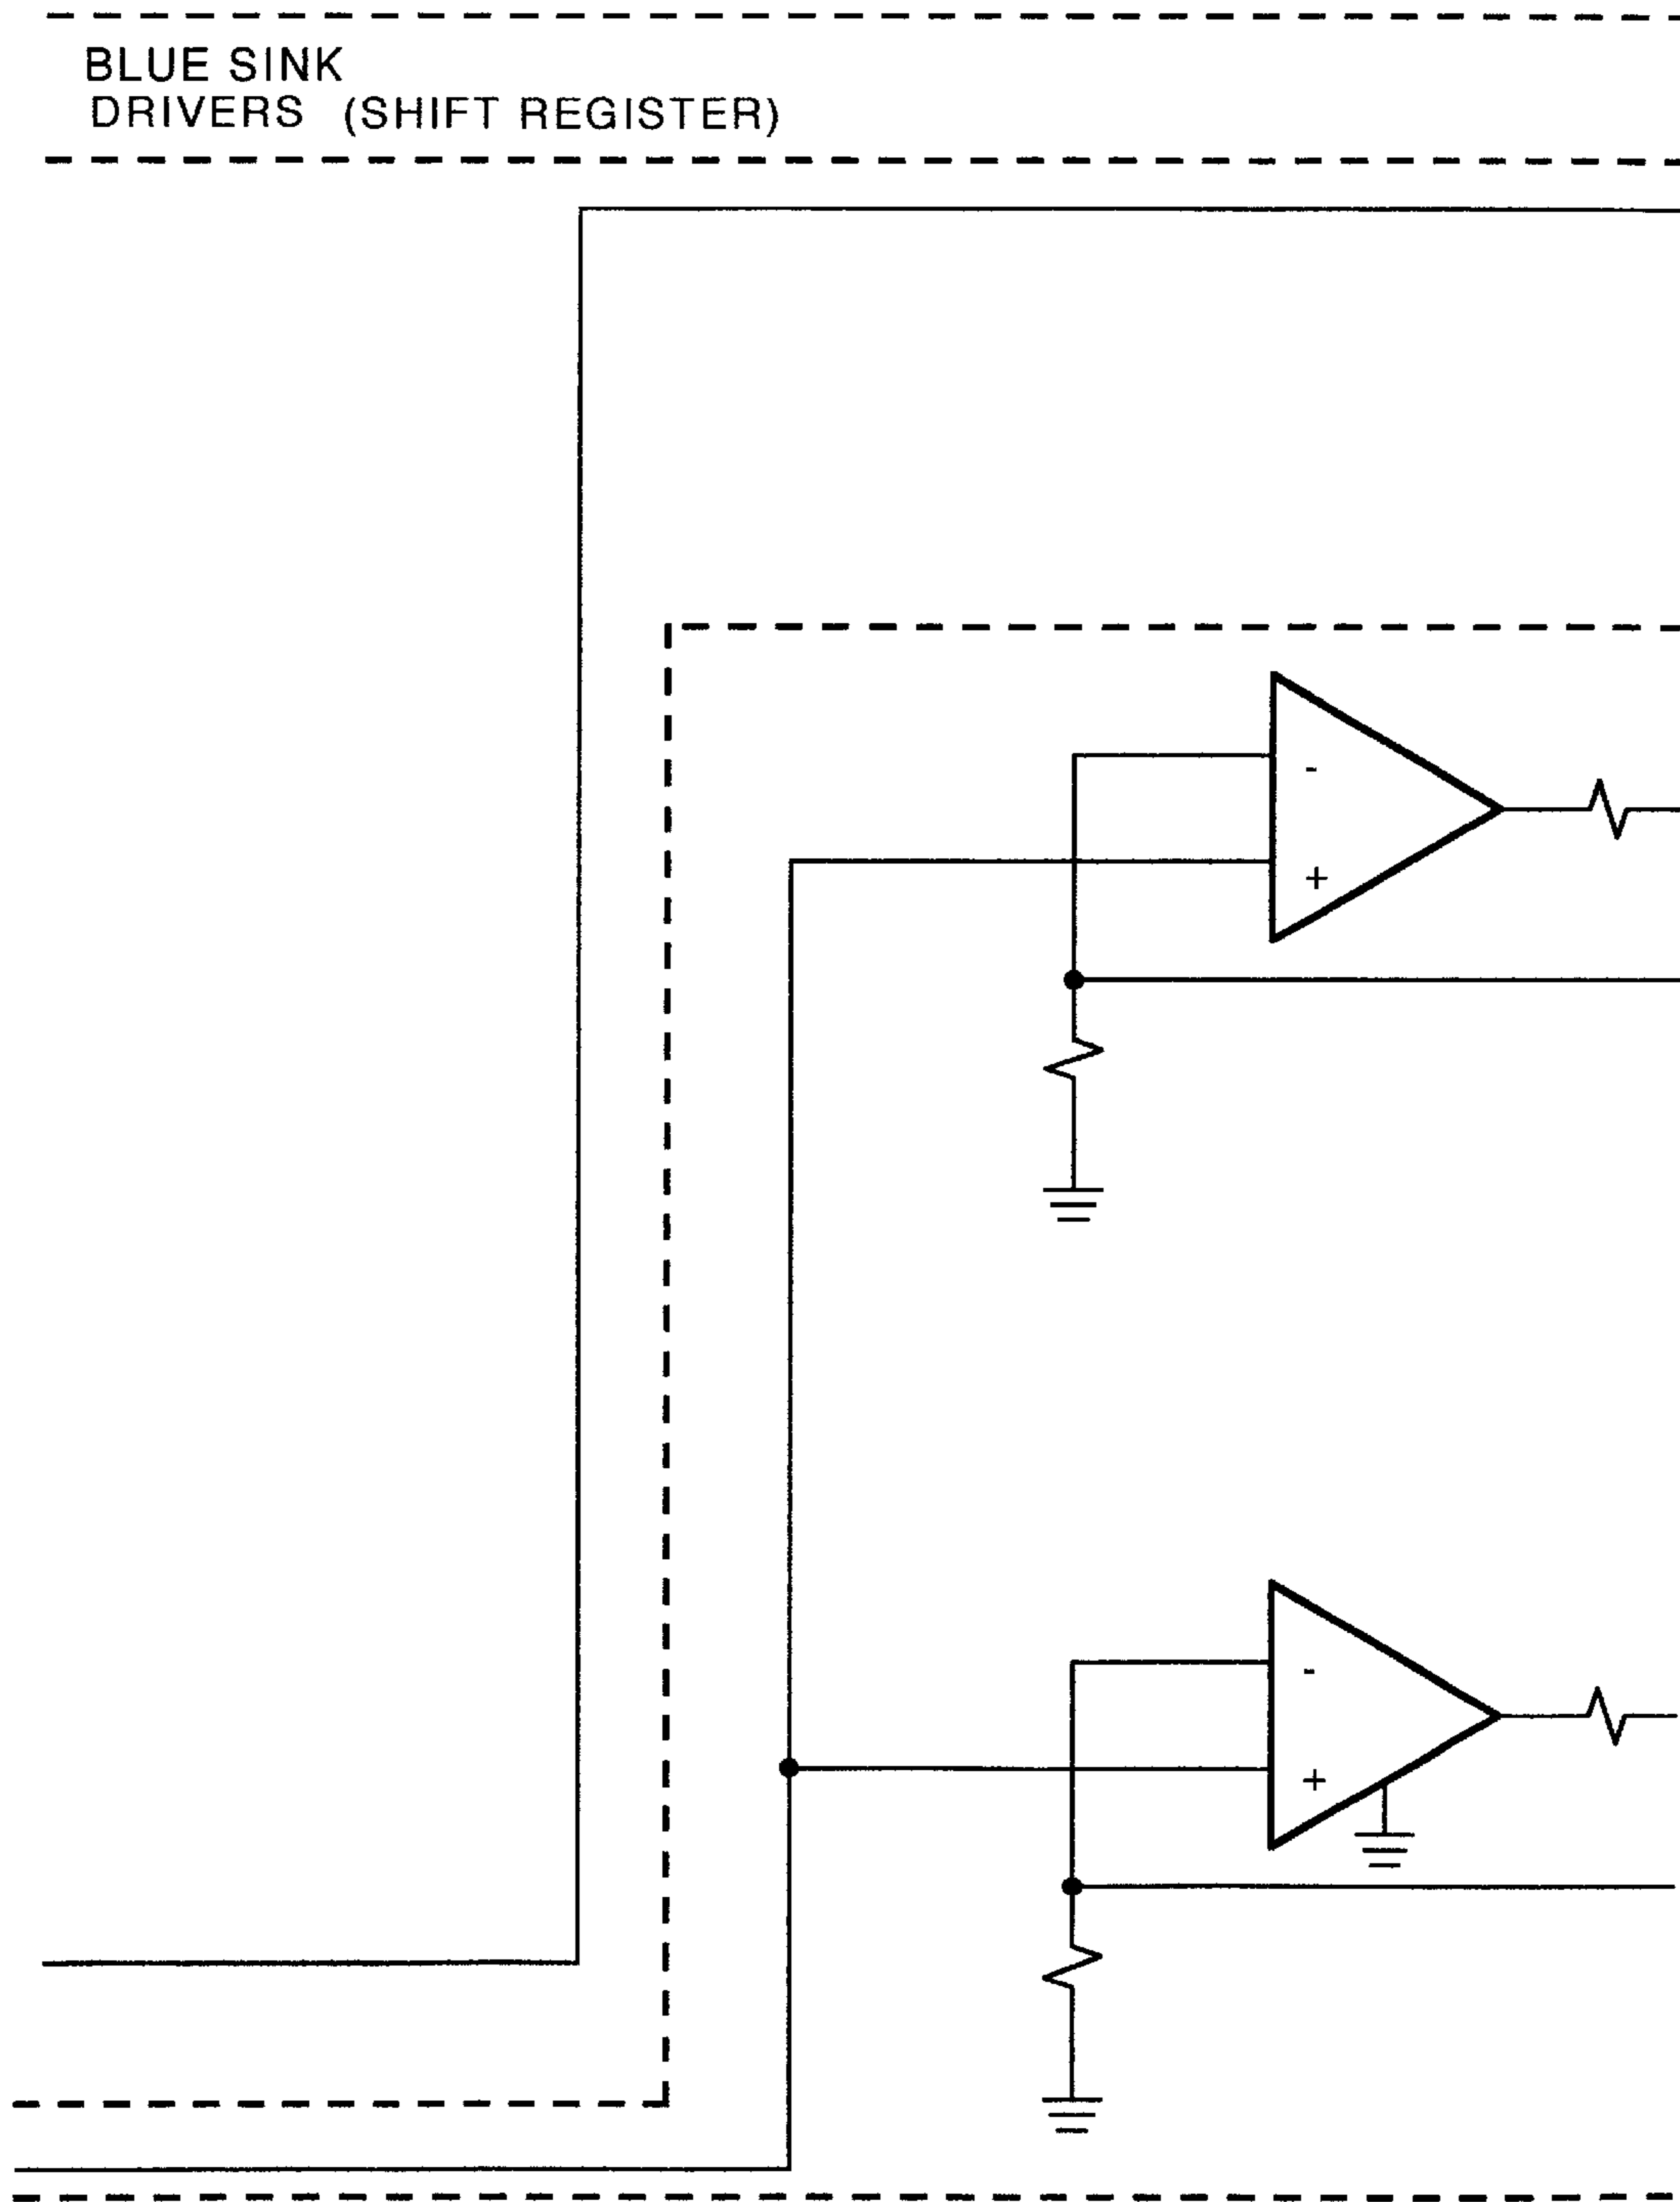 BLUE SINK
DRIVERS (SHIFT REGISTER)
-
+
-
+